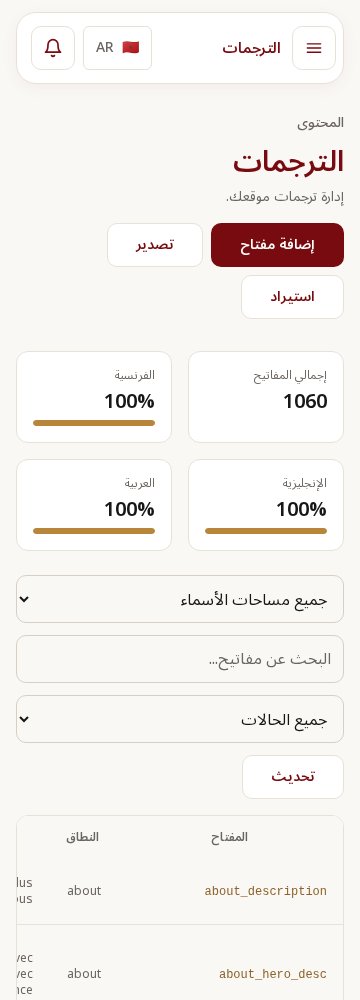 الترجمات
AR
المحتوى
الترجمات
إدارة ترجمات موقعك.
إضافة مفتاح
تصدير
استيراد
إجمالي المفاتيح
1060
الفرنسية
100%
الإنجليزية
100%
العربية
100%
جميع مساحات الأسماء
البحث عن مفاتيح...
جميع الحالات
تحديث
المفتاح النطاق
about_description about
about_hero_desc about